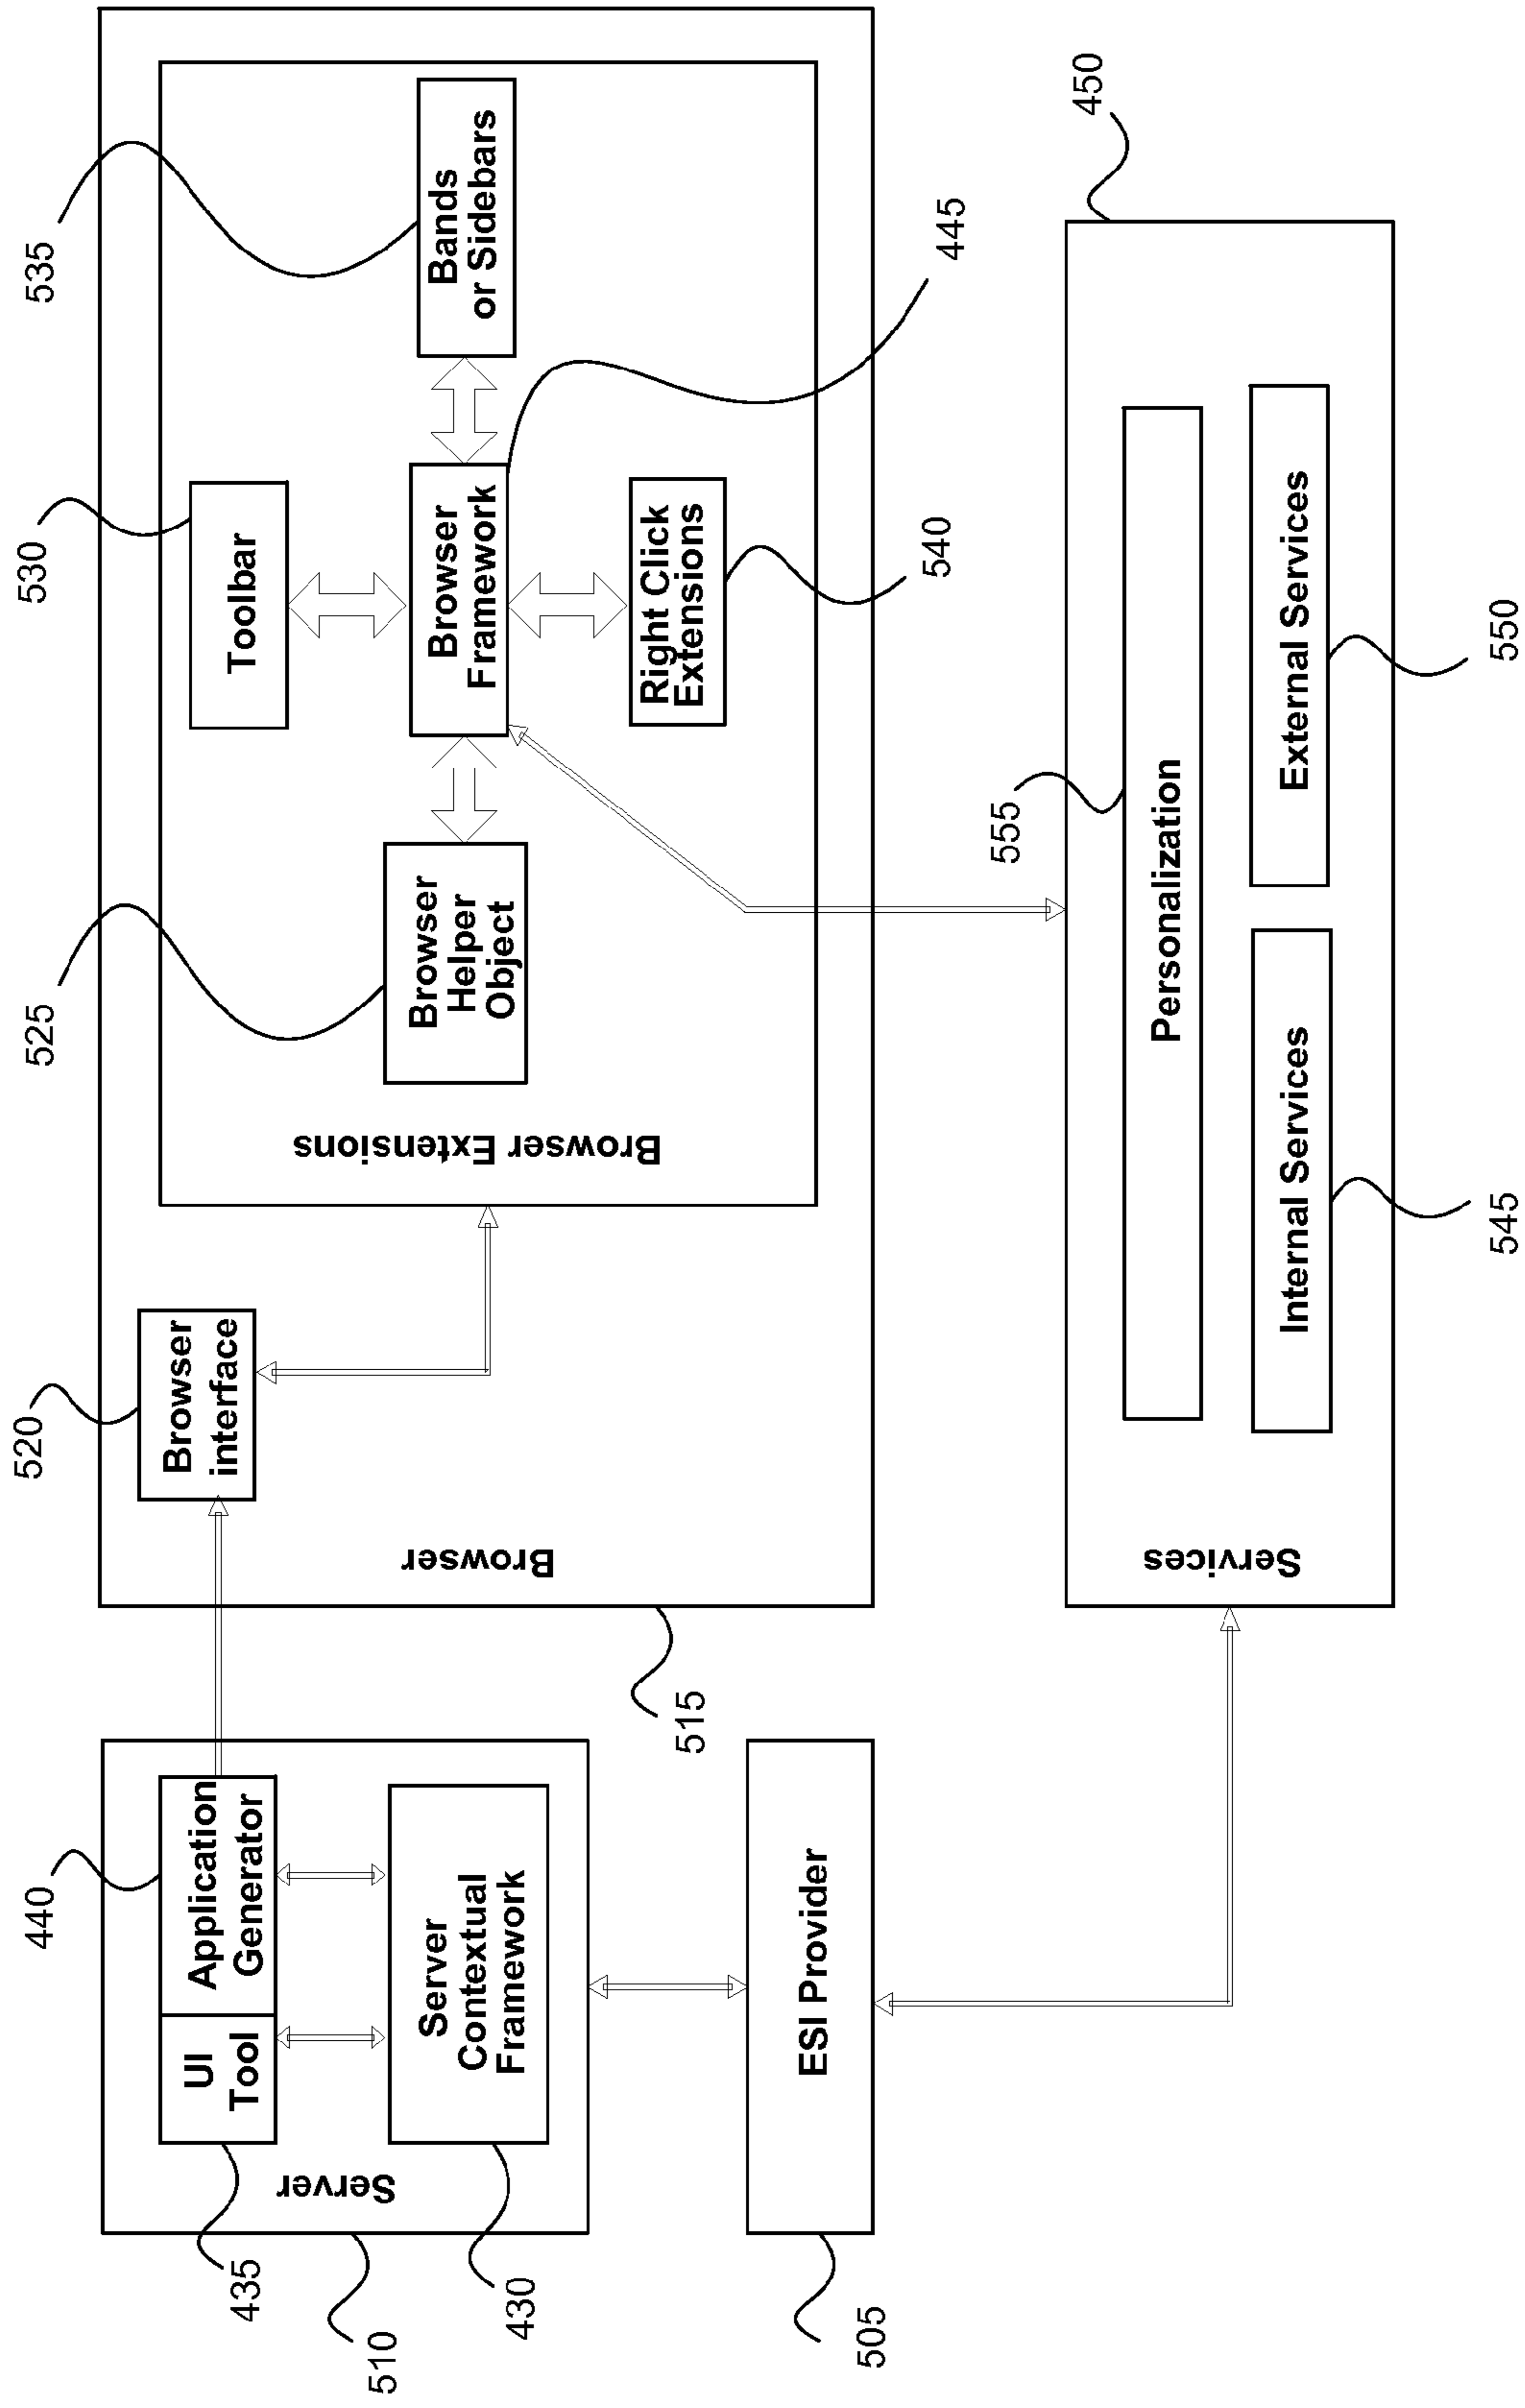 440
435
510
430
505
Server
UI
Tool
Application
Generator
Server
Contextual
Framework
ESI Provider
515
Browser
520
Browser
interface
525
530
535
Browser Extensions
Browser
Helper
Object
Toolbar
Browser
Framework
Bands
or Sidebars
Right Click
Extensions
445
540
450
Services
555
Personalization
Internal Services
External Services
545
550